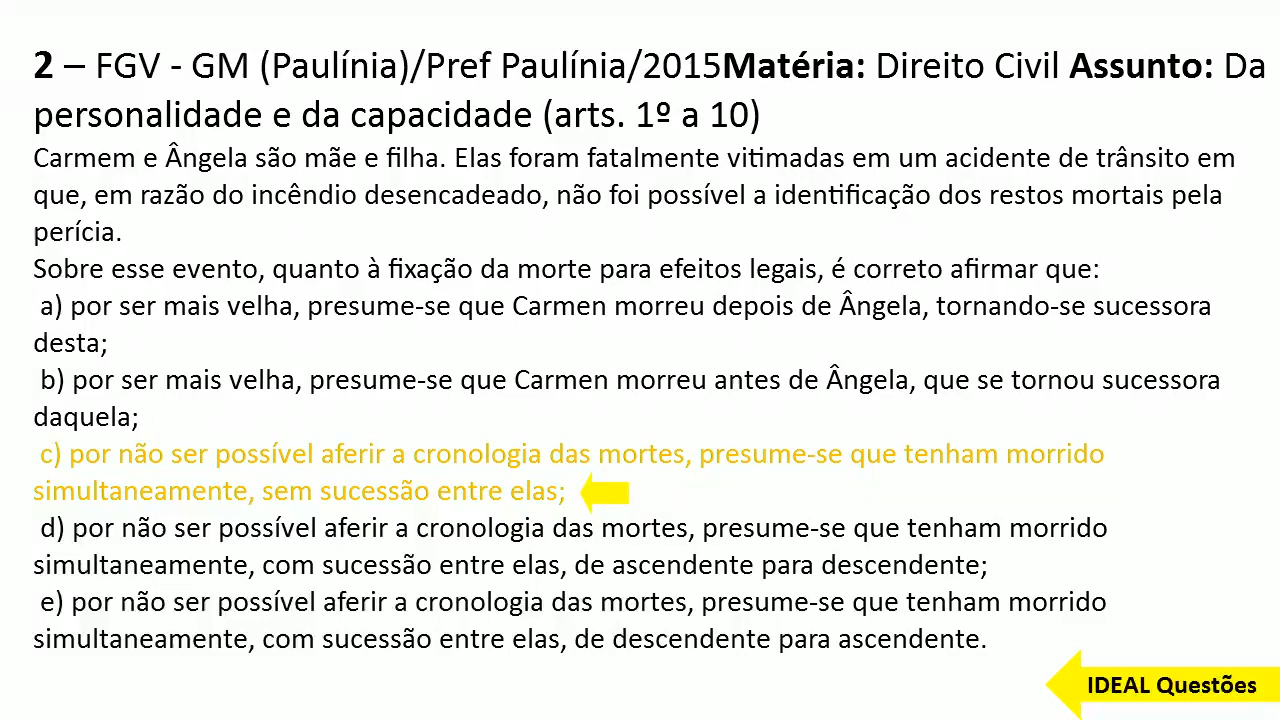 2 – FGV - GM (Paulínia)/Pref Paulínia/2015Matéria: Direito Civil Assunto: Da
personalidade e da capacidade (arts. 1º a 10)
Carmem e Ângela são mãe e filha. Elas foram fatalmente vitimadas em um acidente de trânsito em
que, em razão do incêndio desencadeado, não foi possível a identificação dos restos mortais pela
perícia.
Sobre esse evento, quanto à fixação da morte para efeitos legais, é correto afirmar que:
a) por ser mais velha, presume-se que Carmen morreu depois de Ângela, tornando-se sucessora
desta;
b) por ser mais velha, presume-se que Carmen morreu antes de Ângela, que se tornou sucessora
daquela;
c) por não ser possível aferir a cronologia das mortes, presume-se que tenham morrido
simultaneamente, sem sucessão entre elas;
d) por não ser possível aferir a cronologia das mortes, presume-se que tenham morrido
simultaneamente, com sucessão entre elas, de ascendente para descendente;
e) por não ser possível aferir a cronologia das mortes, presume-se que tenham morrido
simultaneamente, com sucessão entre elas, de descendente para ascendente.
IDEAL Questões